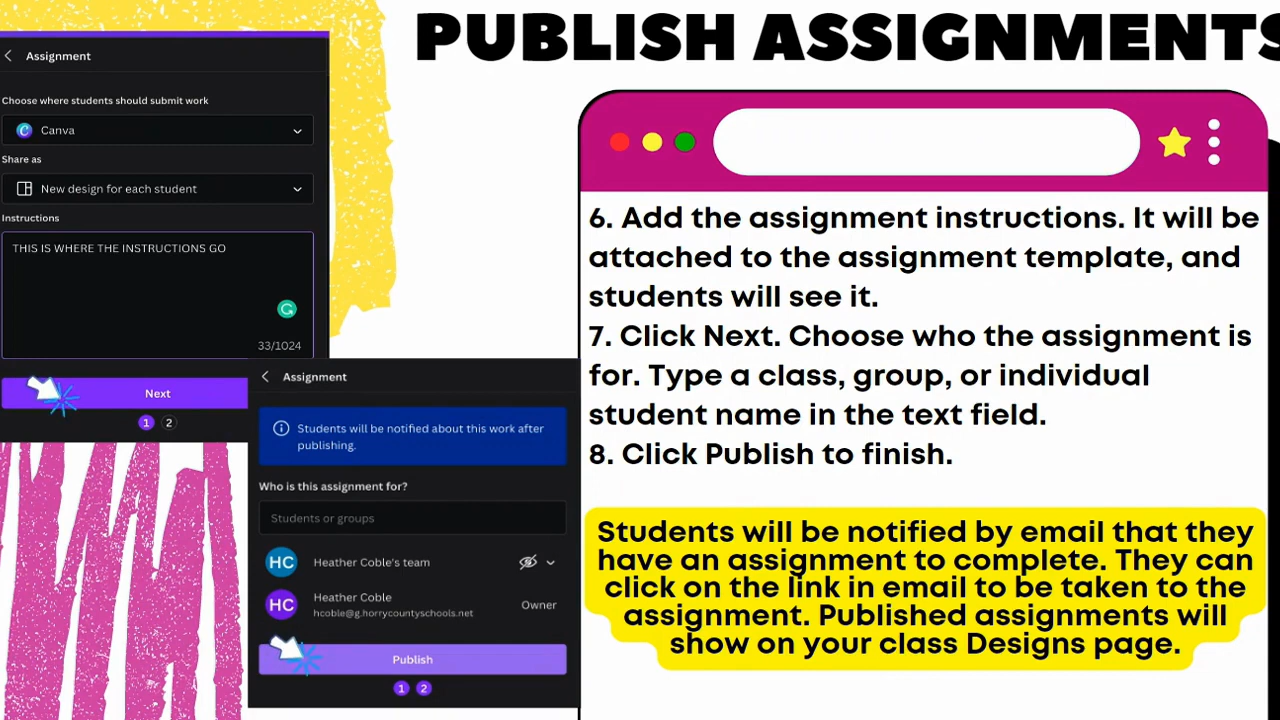 PUBLISH ASSIGNMENTS
Assignment
Choose where students should submit work
Canva
Share as
New design for each student
Instructions
THIS IS WHERE THE INSTRUCTIONS GO
33/1024
Next
1 2
Assignment
Students will be notified about this work after
publishing.
Who is this assignment for?
Students or groups
HC Heather Coble's team
HC Heather Coble
hcoble@g.horrycountyschools.net
Owner
Publish
1 2
6. Add the assignment instructions. It will be
attached to the assignment template, and
students will see it.
7. Click Next. Choose who the assignment is
for. Type a class, group, or individual
student name in the text field.
8. Click Publish to finish.
Students will be notified by email that they
have an assignment to complete. They can
click on the link in email to be taken to the
assignment. Published assignments will
show on your class Designs page.